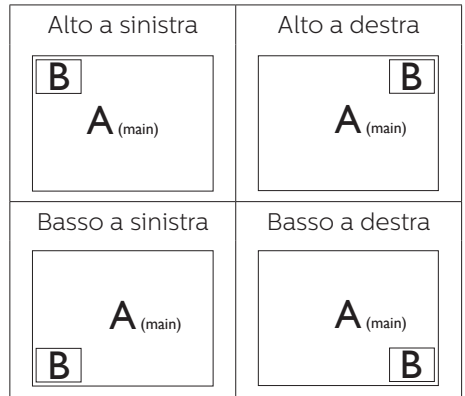 Alto a sinistra
B
A (main)
Alto a destra
B
A (main)
Basso a sinistra
A (main)
B
Basso a destra
A (main)
B